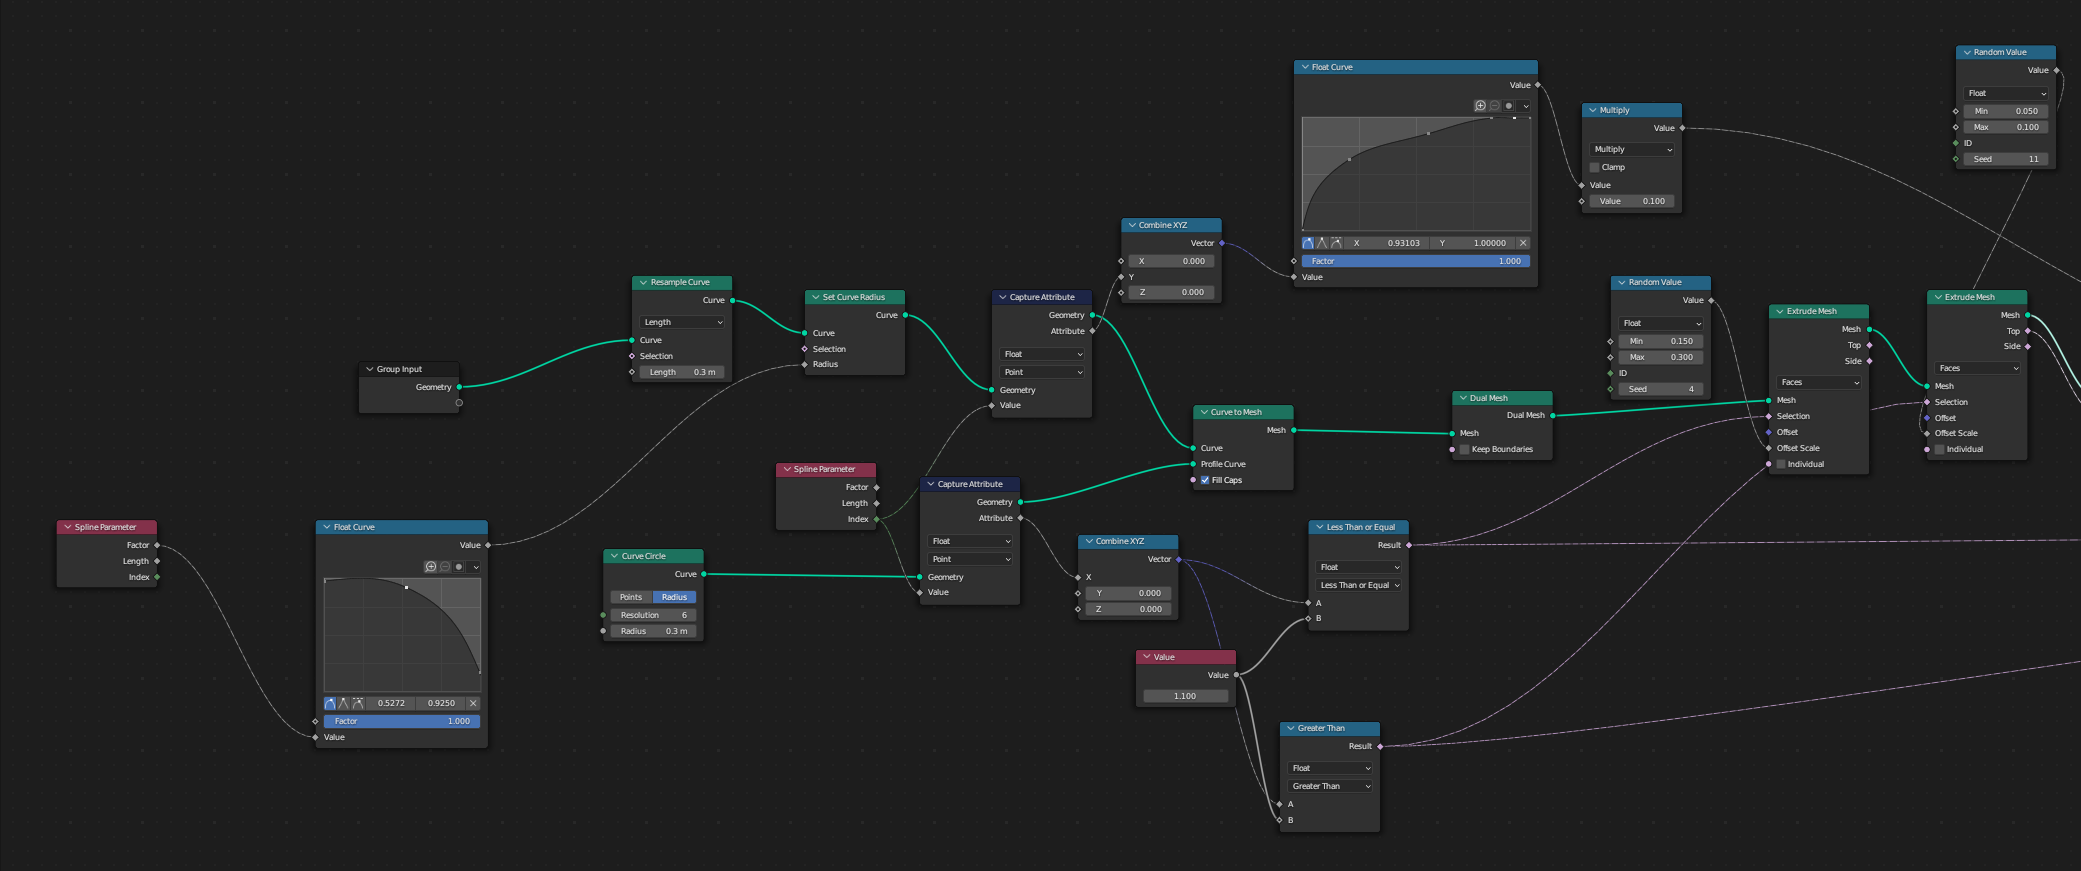 Spline Parameter
Factor
Length
Index
Float Curve
Value
0.5272 0.9250
Factor 1.000
Value
Group Input
Geometry
Resample Curve
Curve
Length
Curve
Selection
Length 0.3 m
Curve Circle
Curve
Points Radius
Resolution 6
Radius 0.3 m
Set Curve Radius
Curve
Curve
Selection
Radius
Spline Parameter
Factor
Length
Index
Capture Attribute
Geometry
Attribute
Float
Point
Geometry
Value
Capture Attribute
Geometry
Attribute
Float
Point
Geometry
Value
Combine XYZ
Vector
X 0.000
Y
Z 0.000
Combine XYZ
Vector
X
Y 0.000
Z 0.000
Value
Value
1.100
Curve to Mesh
Mesh
Curve
Profile Curve
Fill Caps
Float Curve
Value
X 0.93103 Y 1.00000
Factor 1.000
Value
Less Than or Equal
Result
Float
Less Than or Equal
A
B
Greater Than
Result
Float
Greater Than
A
B
Dual Mesh
Dual Mesh
Mesh
Keep Boundaries
Multiply
Value
Multiply
Clamp
Value
Value 0.100
Random Value
Value
Float
Min 0.150
Max 0.300
ID
Seed 4
Extrude Mesh
Mesh
Top
Side
Faces
Mesh
Selection
Offset
Offset Scale
Individual
Random Value
Value
Float
Min 0.050
Max 0.100
ID
Seed 11
Extrude Mesh
Mesh
Top
Side
Faces
Mesh
Selection
Offset
Offset Scale
Individual